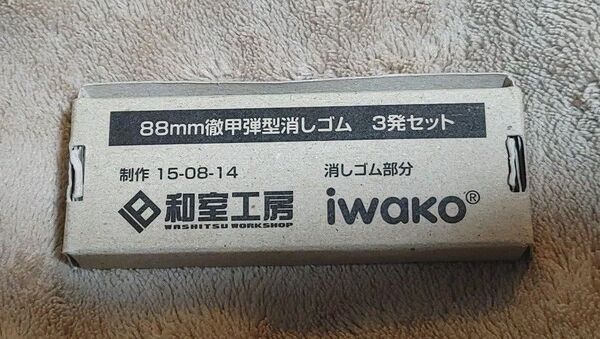 88mm徹甲弾型消しゴム 3発セット
制作 15-08-14
消しゴム部分
和室工房
WASHITSU WORKSHOP
iwako®